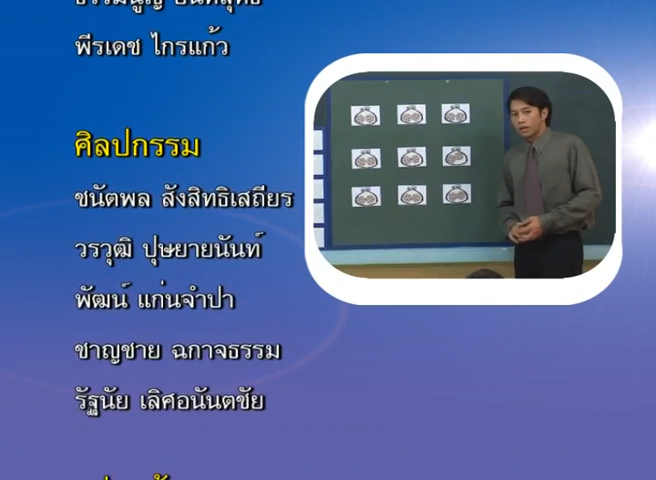 พีรเดช ไกรแก้ว
ศิลปกรรม
ชนัตพล สังสิทธิเสถียร
วรวุฒิ ปุษยายนันท์
พัฒน์ แก่นจำปา
ชาญชาย ฉกาจธรรม
รัฐนัย เลิศอนันตชัย